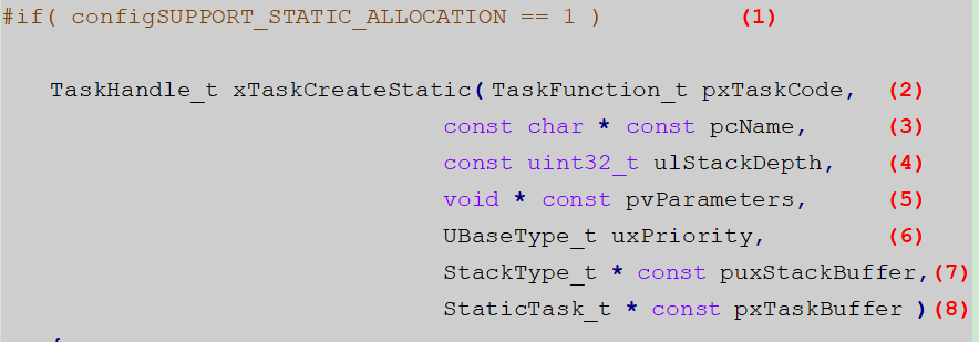 #if( configSUPPORT_STATIC_ALLOCATION == 1 ) (1)
TaskHandle_t xTaskCreateStatic( TaskFunction_t pxTaskCode, (2)
const char * const pcName, (3)
const uint32_t ulStackDepth, (4)
void * const pvParameters, (5)
UBaseType_t uxPriority, (6)
StackType_t * const puxStackBuffer, (7)
StaticTask_t * const pxTaskBuffer ) (8)